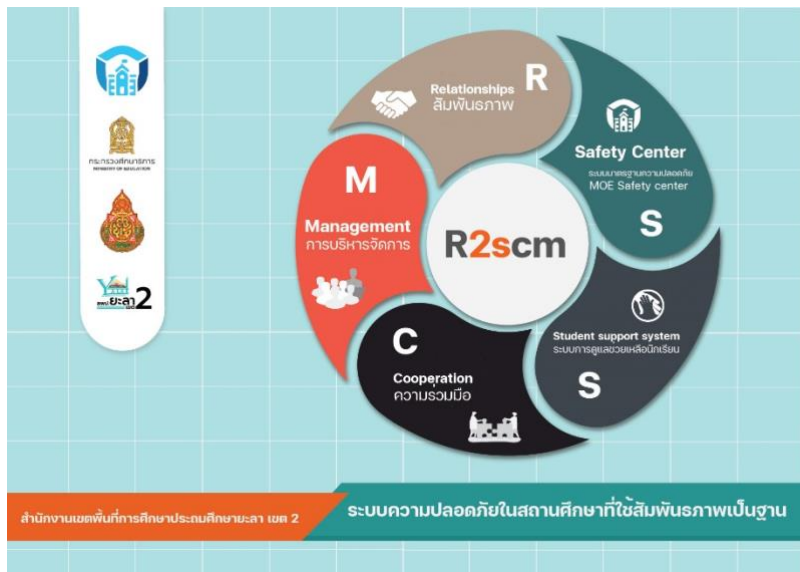 กระทรวงศึกษาธิการ
MINISTRY OF EDUCATION
สพป.ยะลา 2
Relationships R
สัมพันธภาพ
Safety Center
ระบบมาตรฐานความปลอดภัย
MOE Safety center
S
M
Management
การบริหารจัดการ
R2scm
Student support system
ระบบการดูแลช่วยเหลือนักเรียน
S
C
Cooperation
ความร่วมมือ
สำนักงานเขตพื้นที่การศึกษาประถมศึกษายะลา เขต 2
ระบบความปลอดภัยในสถานศึกษาที่ใช้สัมพันธภาพเป็นฐาน